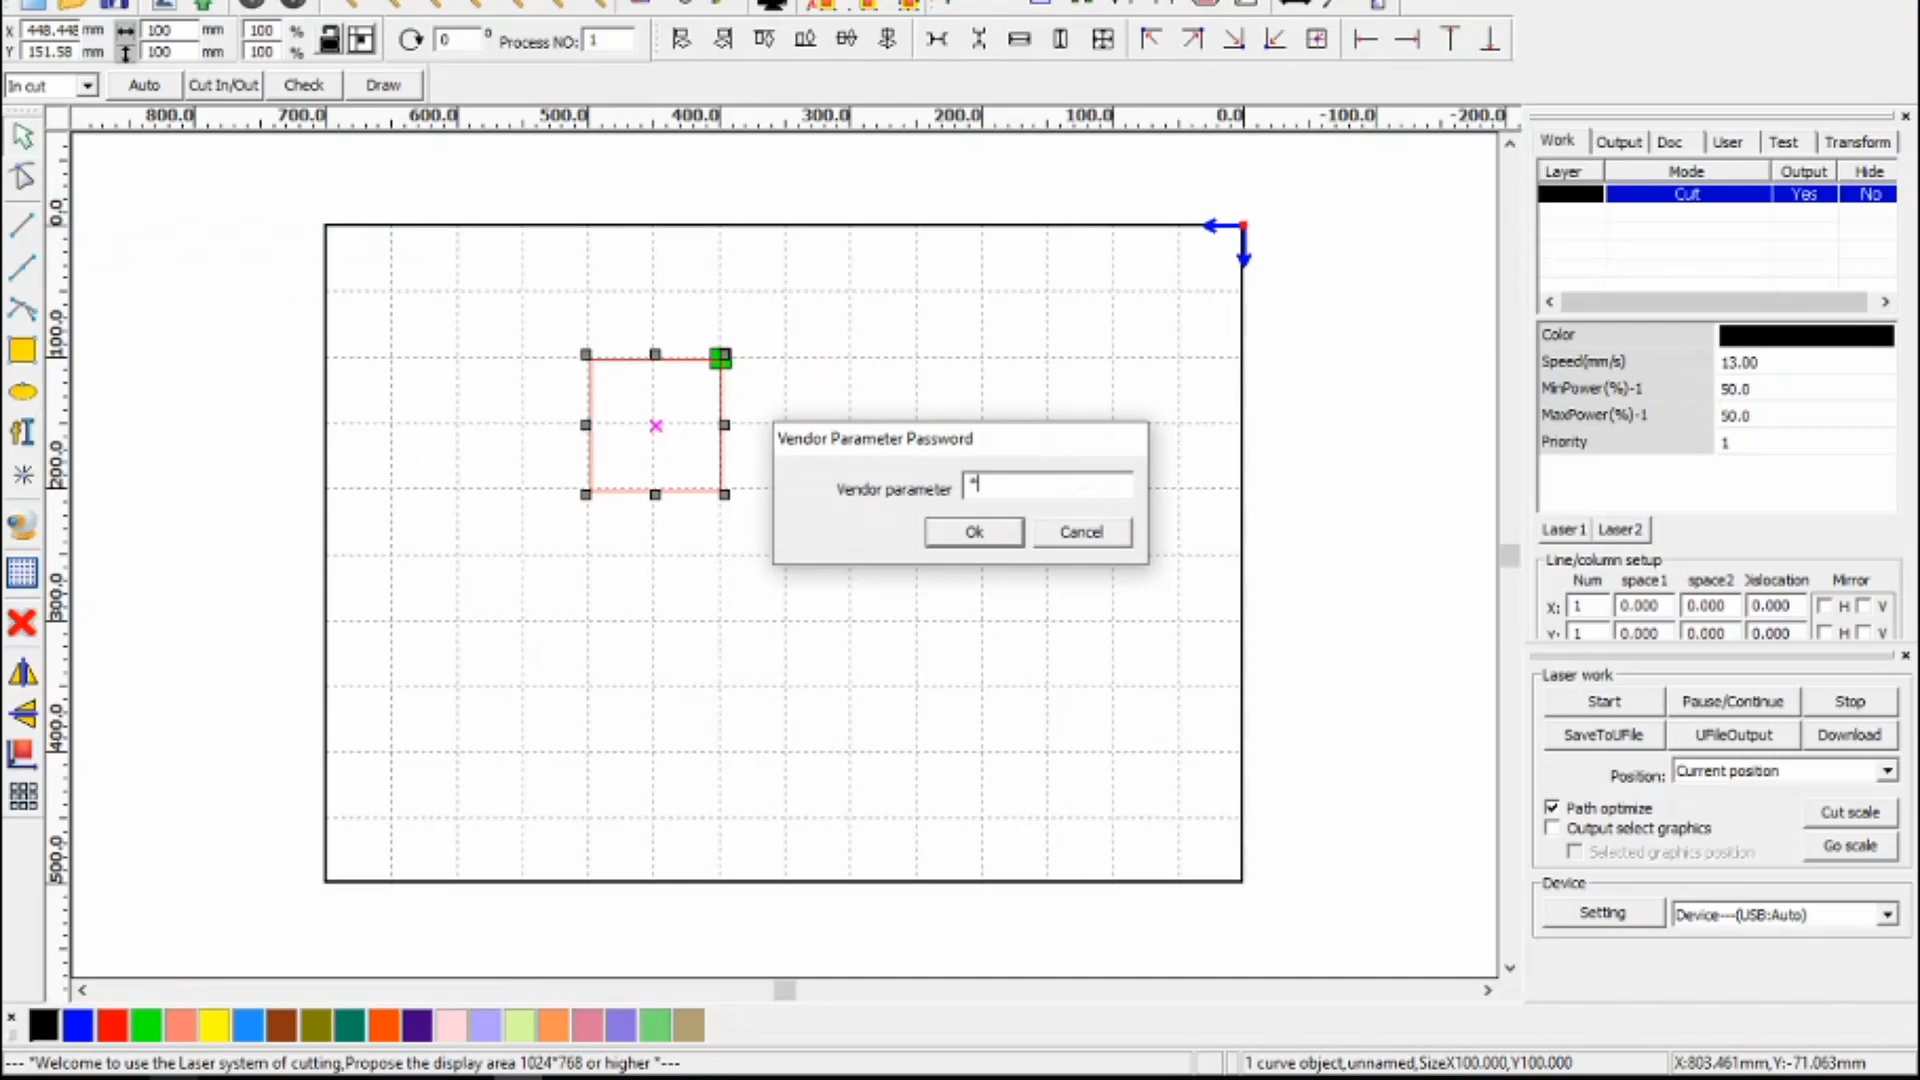 X 448.448 mm 100 mm 100 %
Y 151.58 mm 100 mm 100 %
0 ° Process NO: 1
In cut Auto Cut In/Out Check Draw
800.0 700.0 600.0 500.0 400.0 300.0 200.0 100.0 0.0 -100.0 -200.0
0.0
100.0
200.0
300.0
400.0
500.0
Vendor Parameter Password
Vendor parameter *
Ok Cancel
Work Output Doc User Test Transform
Layer Mode Output Hide
Cut Yes No
Color
Speed(mm/s) 13.00
MinPower(%)-1 50.0
MaxPower(%)-1 50.0
Priority 1
Laser1 Laser2
Line/column setup
Num space1 space2 Dislocation Mirror
X: 1 0.000 0.000 0.000 H V
Y: 1 0.000 0.000 0.000 H V
Laser work
Start Pause/Continue Stop
SaveToUFile UFileOutput Download
Position: Current position
Path optimize Cut scale
Output select graphics
Selected graphics position Go scale
Device
Setting Device---(USB:Auto)
--- *Welcome to use the Laser system of cutting,Propose the display area 1024*768 or higher *---
1 curve object,unnamed,SizeX100.000,Y100.000
X:803.461mm,Y:-71.063mm